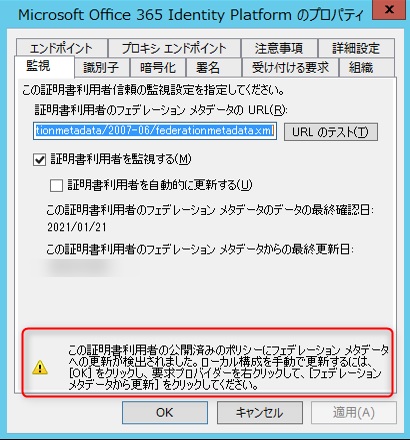 Microsoft Office 365 Identity Platform のプロパティ
x
エンドポイント プロキシ エンドポイント 注意事項 詳細設定
監視 識別子 暗号化 署名 受け付ける要求 組織
この証明書利用者信頼の監視設定を指定してください。
証明書利用者のフェデレーション メタデータの URL(R):
tionmetadata/2007-06/federationmetadata.xml
URL のテスト(T)
証明書利用者を監視する(M)
証明書利用者を自動的に更新する(U)
この証明書利用者のフェデレーション メタデータのデータの最終確認日:
2021/01/21
この証明書利用者のフェデレーション メタデータからの最終更新日:
この証明書利用者の公開済みのポリシーにフェデレーション メタデータ
への更新が検出されました。ローカル構成を手動で更新するには、
[OK] をクリックし、要求プロバイダーを右クリックして、[フェデレーション
メタデータから更新] をクリックしてください。
OK キャンセル 適用(A)